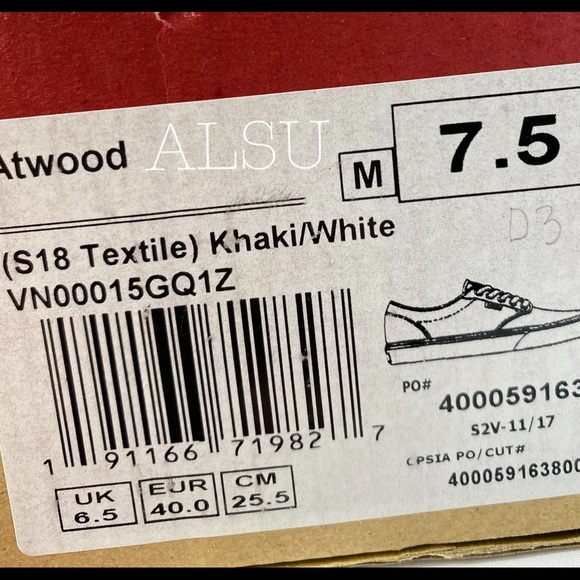 Atwood
ALSU
M
7.5
D3
(S18 Textile) Khaki/White
VN00015GQ1Z
1 91166 71982 7
PO#
400059163
S2V-11/17
CPSIA PO/CUT#
400059163800
UK
6.5
EUR
40.0
CM
25.5